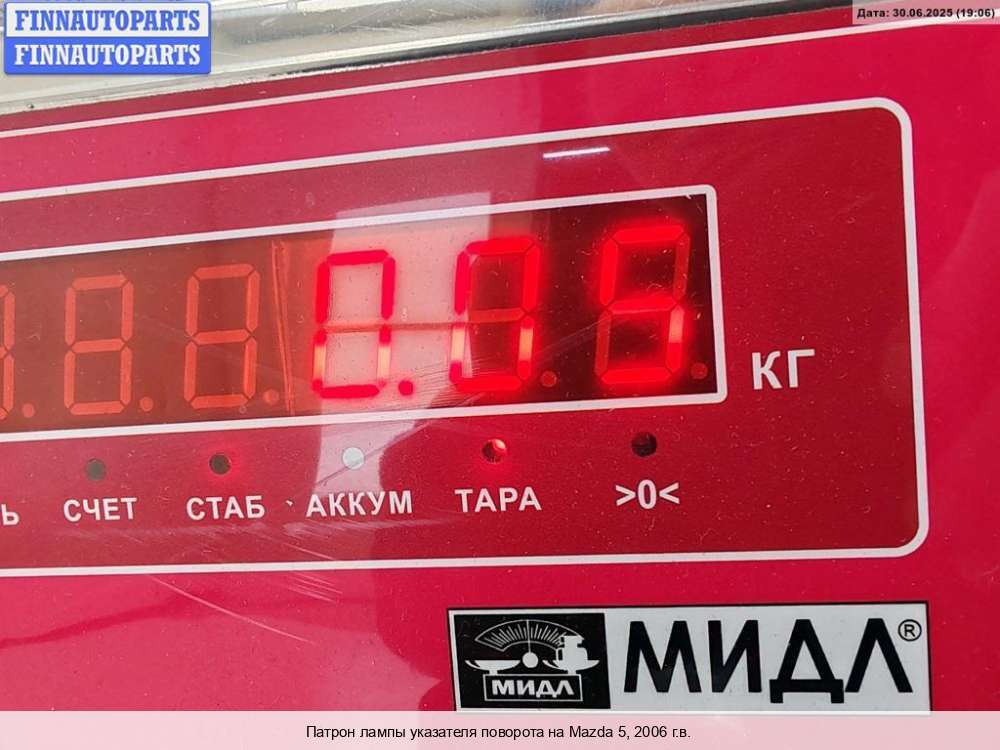 FINNAUTOPARTS
FINNAUTOPARTS
Дата: 30.06.2025 (19:06)
0.05
КГ
Ь СЧЕТ СТАБ АККУМ ТАРА >0<
МИДЛ
МИДЛ®
Патрон лампы указателя поворота на Mazda 5, 2006 г.в.